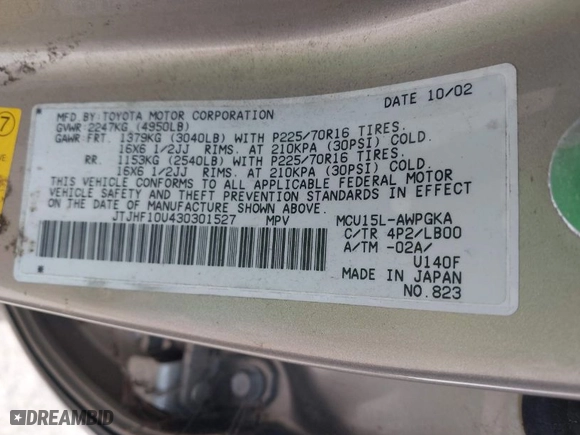 MFD.BY:TOYOTA MOTOR CORPORATION DATE 10/02
GVWR 2247KG (4950LB)
GAWR FRT. 1379KG (3040LB) WITH P225/70R16 TIRES.
16X6 1/2JJ RIMS. AT 210KPA (30PSI) COLD.
RR. 1153KG (2540LB) WITH P225/70R16 TIRES.
16X6 1/2JJ RIMS. AT 210KPA (30PSI) COLD.
THIS VEHICLE CONFORMS TO ALL APPLICABLE FEDERAL MOTOR
VEHICLE SAFETY AND THEFT PREVENTION STANDARDS IN EFFECT
ON THE DATE OF MANUFACTURE SHOWN ABOVE.
JTJHF10U430301527 MPV MCU15L-AWPGKA
C/TR 4P2/LB00
A/TM -02A/
U140F
MADE IN JAPAN
NO.823
7
DREAMBID